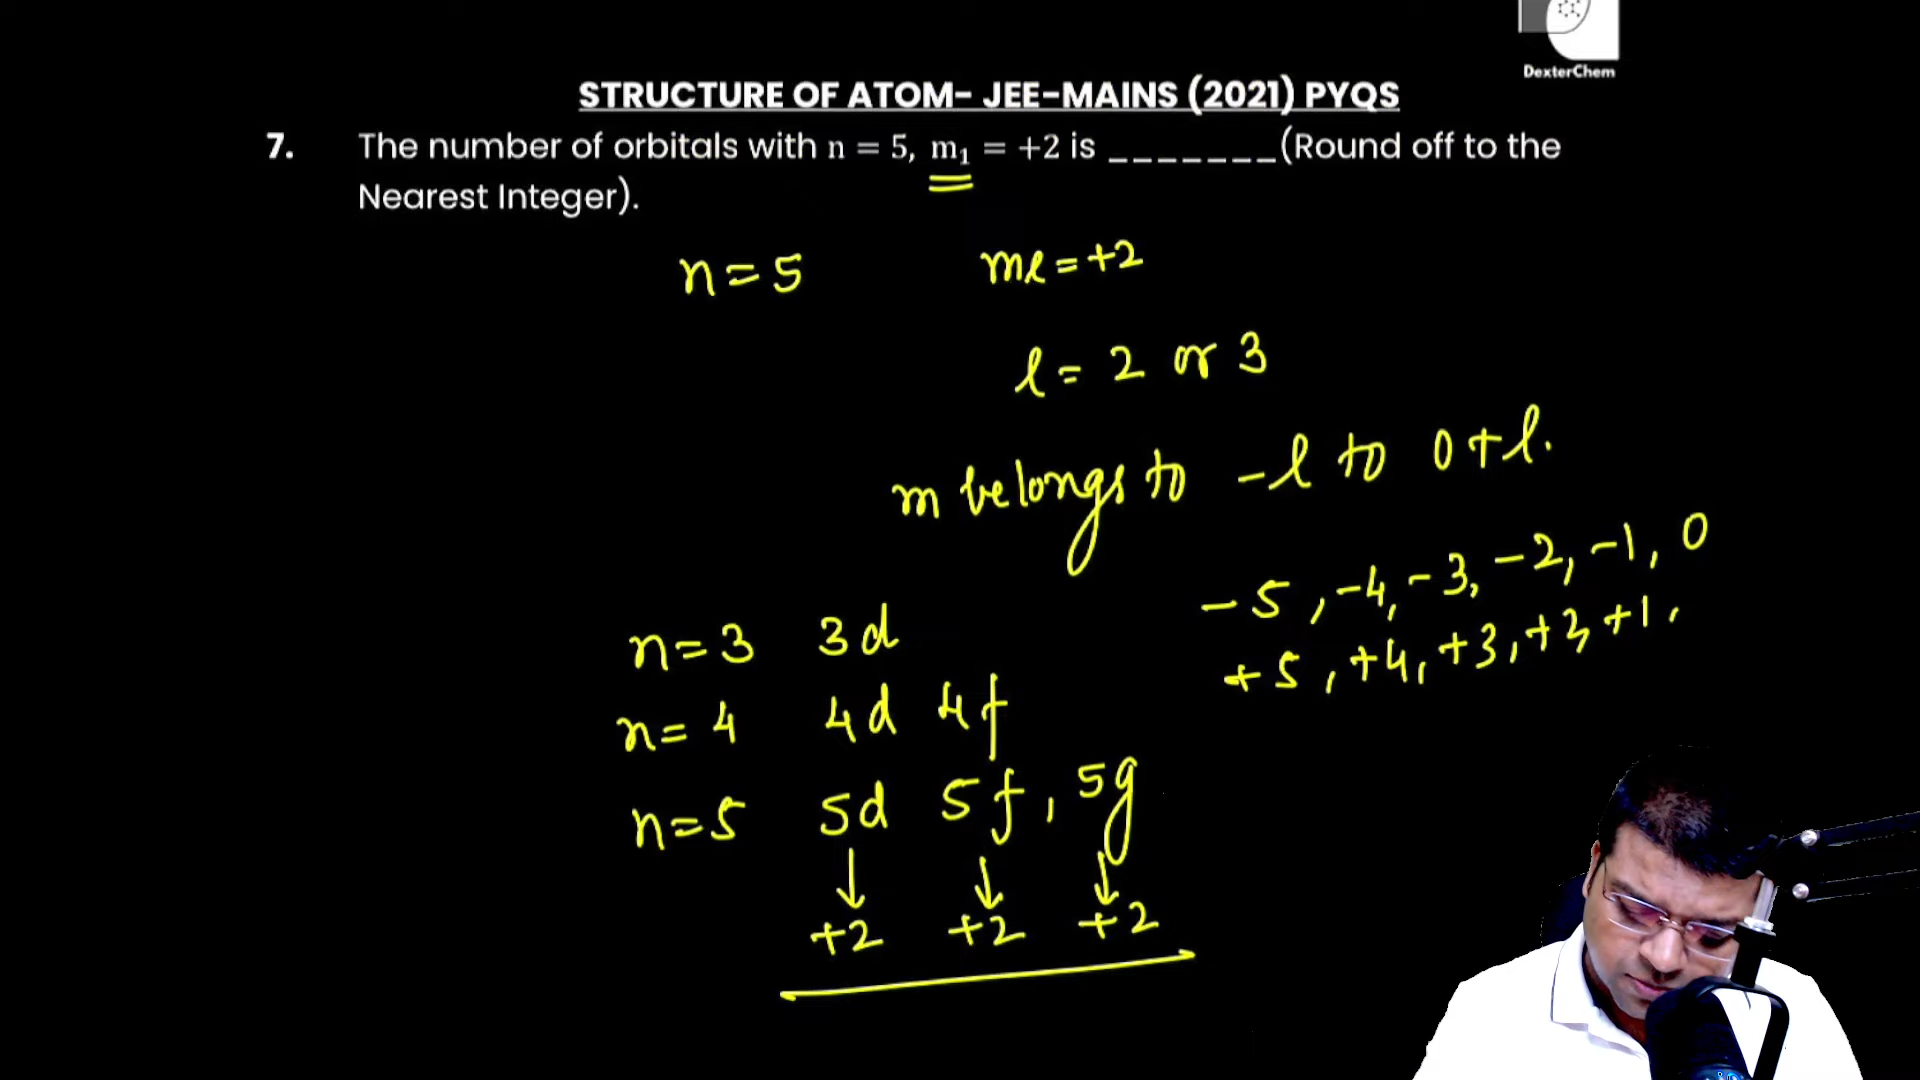 DexterChem
STRUCTURE OF ATOM- JEE-MAINS (2021) PYQS
7. The number of orbitals with n = 5, m₁ = +2 is _______(Round off to the
Nearest Integer).
n = 5 ml = +2
l = 2 or 3
m belongs to -l to 0 + l.
-5, -4, -3, -2, -1, 0
+5, +4, +3, +2, +1,
n = 3 3d
n = 4 4d 4f
n=5 5d 5f, 5g
↓ ↓ ↓
+2 +2 +2